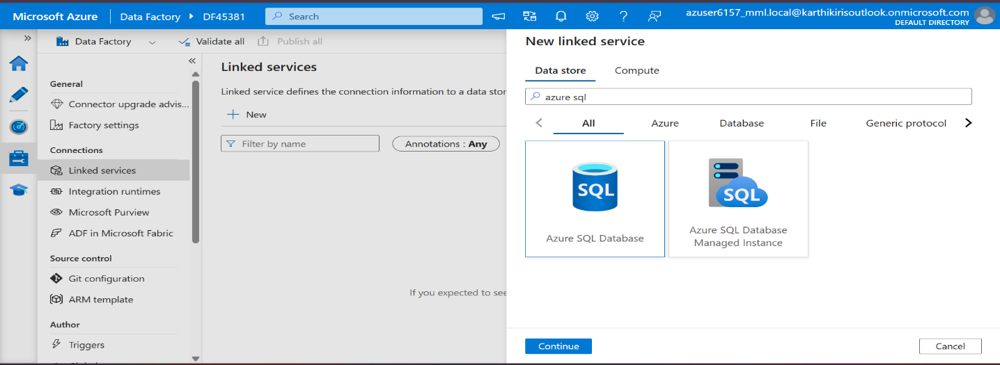 Microsoft Azure
Data Factory
DF45381
Search
azuser6157_mml.local@karthikirisoutlook.onmicrosoft.com
DEFAULT DIRECTORY
Data Factory
Validate all
Publish all
General
Connector upgrade advis...
Factory settings
Connections
Linked services
Integration runtimes
Microsoft Purview
ADF in Microsoft Fabric
Source control
Git configuration
ARM template
Author
Triggers
Linked services
Linked service defines the connection information to a data stor
New
Filter by name
Annotations : Any
If you expected to see
New linked service
Data store
Compute
azure sql
All
Azure
Database
File
Generic protocol
SQL
Azure SQL Database
SQL
Azure SQL Database
Managed Instance
Continue
Cancel